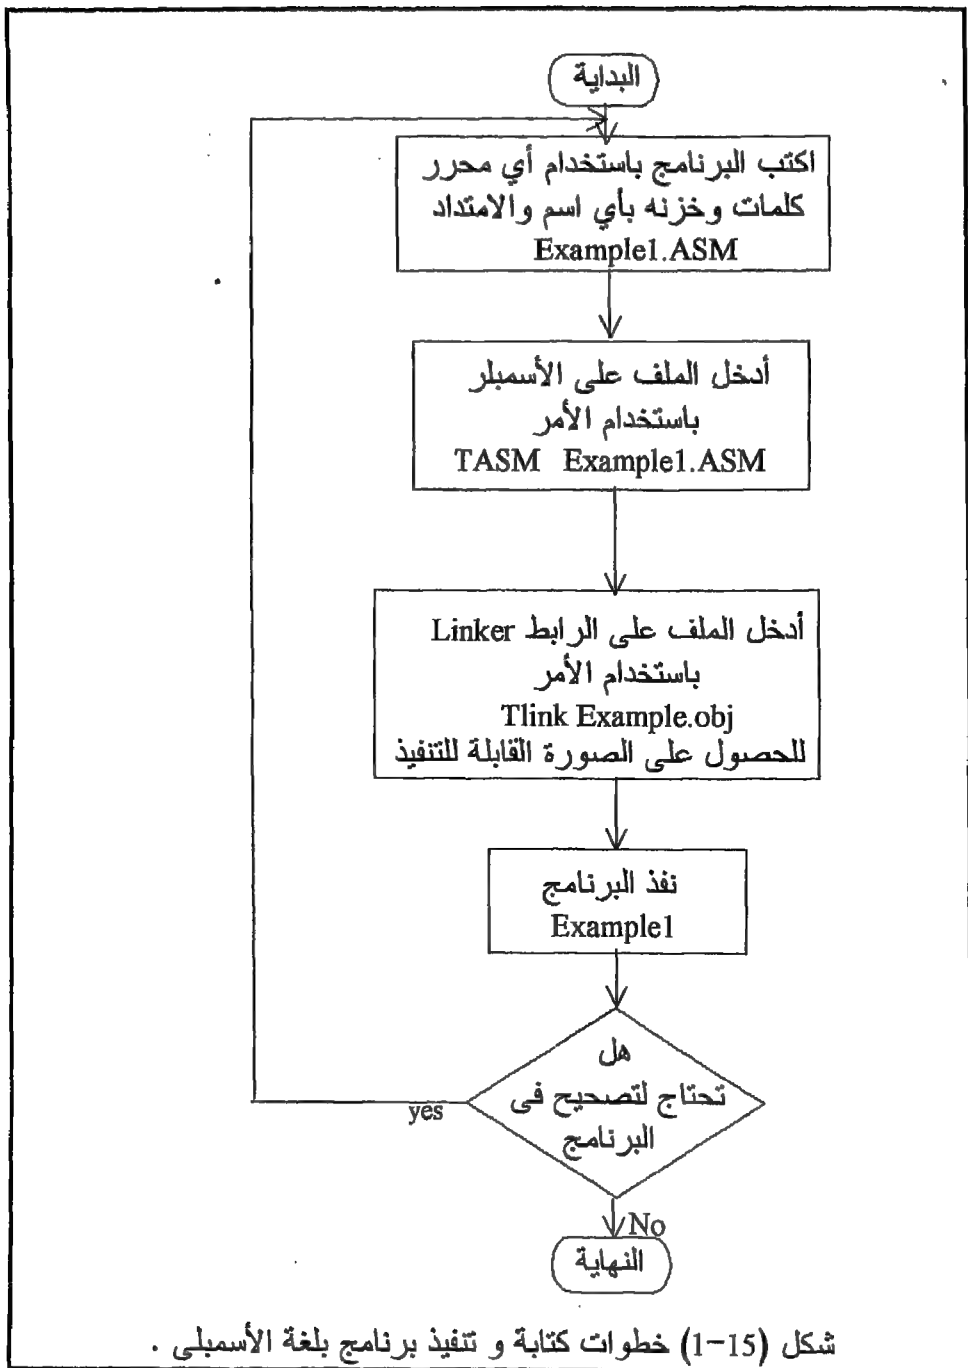 البداية
اكتب البرنامج باستخدام أي محرر
كلمات وخزنه بأي اسم والامتداد
Example1.ASM
أدخل الملف على الأسمبلر
باستخدام الأمر
TASM Example1.ASM
أدخل الملف على الرابط Linker
باستخدام الأمر
Tlink Example.obj
للحصول على الصورة القابلة للتنفيذ
نفذ البرنامج
Example1
هل
تحتاج لتصحيح فى
البرنامج
yes
No
النهاية
شكل (15-1) خطوات كتابة و تنفيذ برنامج بلغة الأسمبلى .